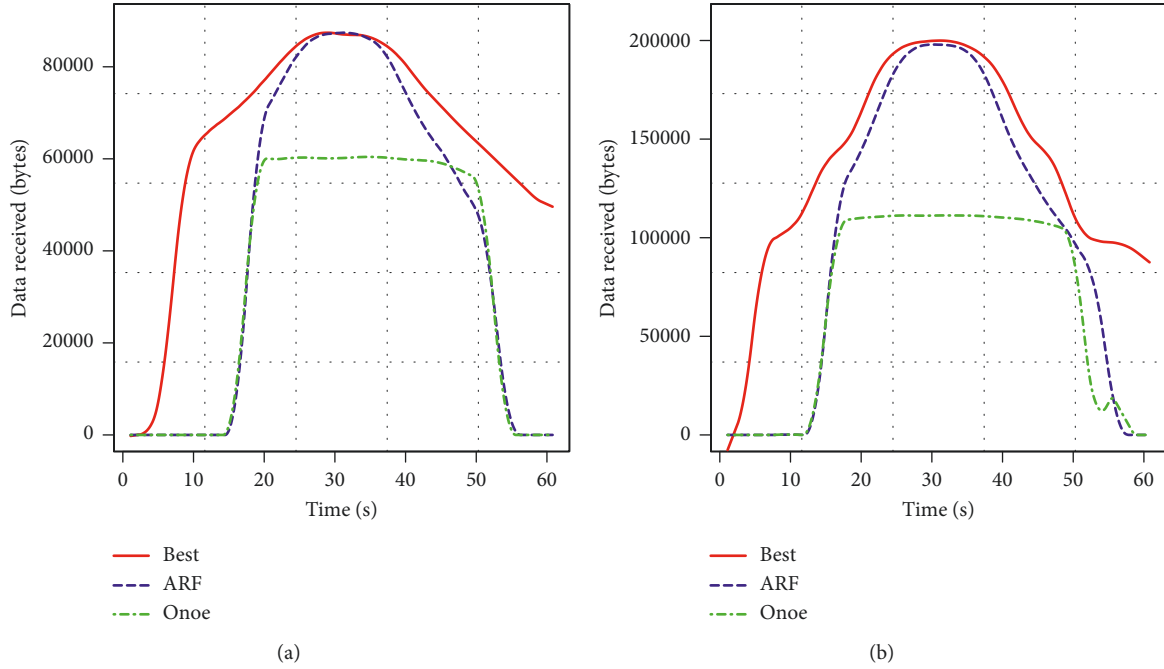 Data received (bytes)
80000
60000
40000
20000
0
0 10 20 30 40 50 60
Time (s)
Best
ARF
Onoe
(a)
Data received (bytes)
200000
150000
100000
50000
0
0 10 20 30 40 50 60
Time (s)
Best
ARF
Onoe
(b)